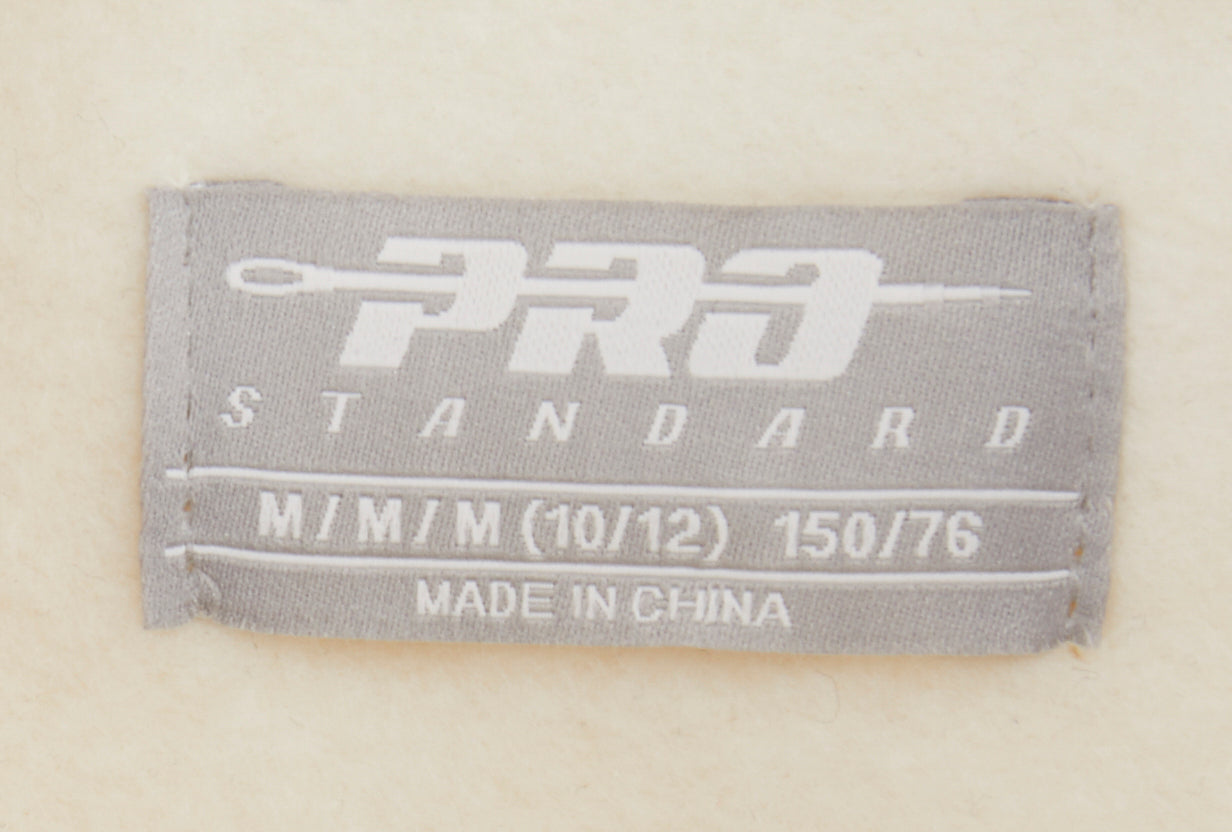 PRO
STANDARD
M/M/M (10/12) 150/76
MADE IN CHINA